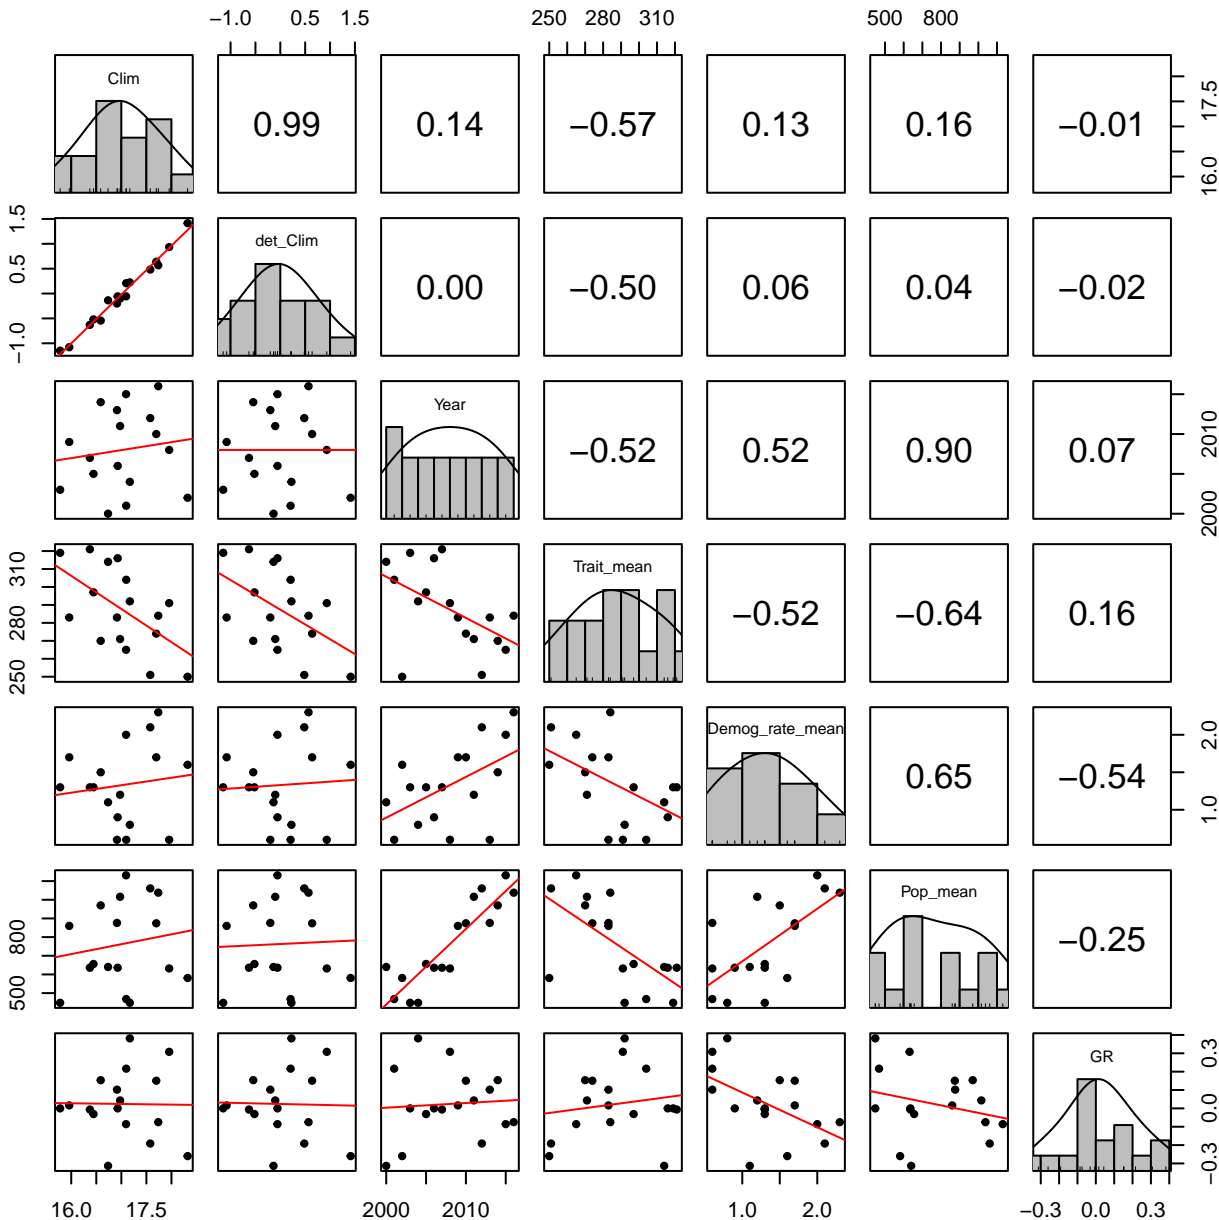 −1.0 0.5 1.5 250 280 310 500 800
Clim 0.99 0.14 −0.57 0.13 0.16 −0.01 16.0 17.5
−1.0 0.5 1.5 det_Clim 0.00 −0.50 0.06 0.04 −0.02
Year −0.52 0.52 0.90 0.07 2000 2010
250 280 310 Trait_mean −0.52 −0.64 0.16
Demog_rate_mean 0.65 −0.54 1.0 2.0
500 800 Pop_mean −0.25
GR −0.3 0.0 0.3
16.0 17.5 2000 2010 1.0 2.0 −0.3 0.0 0.3